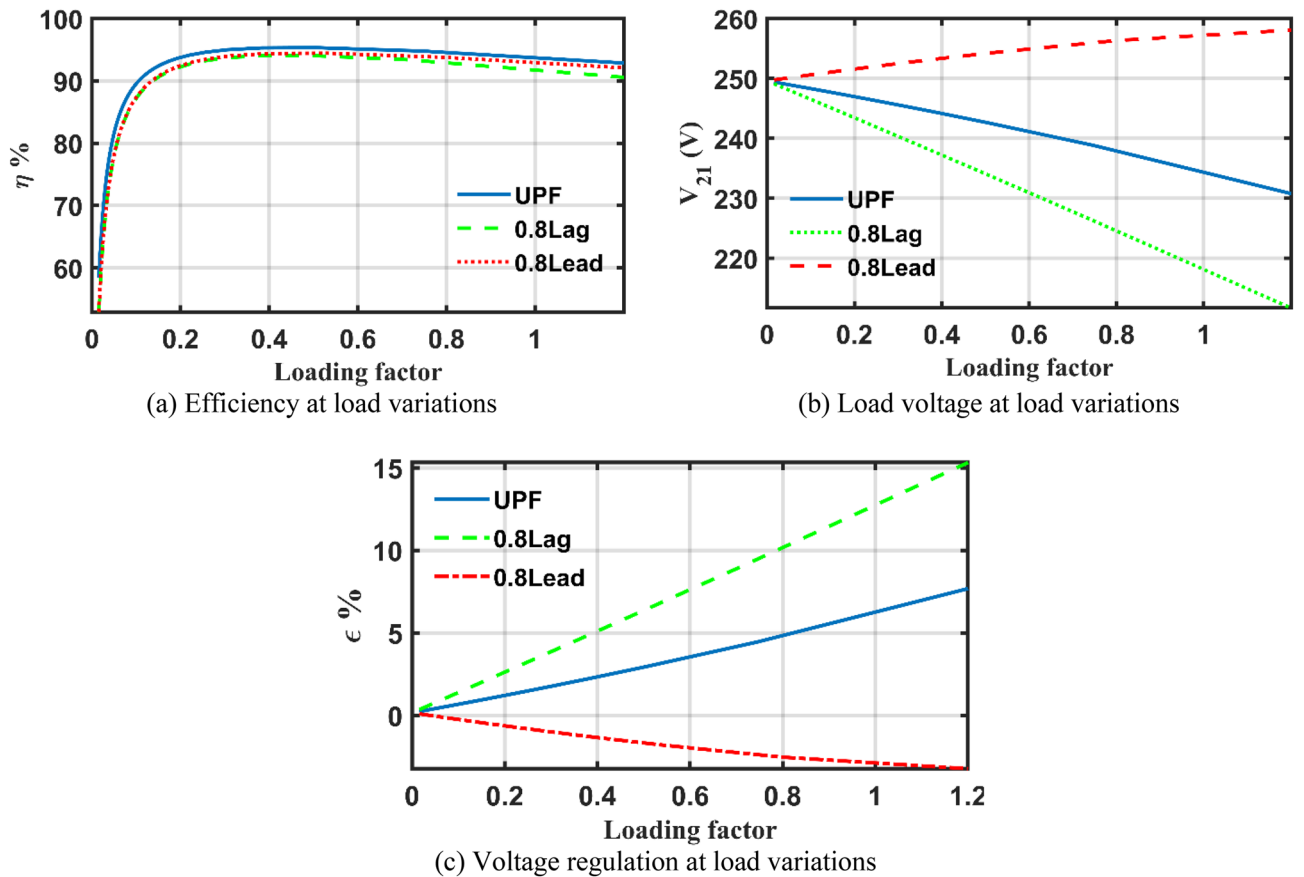 100
90
80
70
60
η %
UPF
0.8Lag
0.8Lead
0 0.2 0.4 0.6 0.8 1
Loading factor
(a) Efficiency at load variations
260
250
240
230
220
V21 (V)
UPF
0.8Lag
0.8Lead
0 0.2 0.4 0.6 0.8 1
Loading factor
(b) Load voltage at load variations
15
10
5
0
ϵ %
UPF
0.8Lag
0.8Lead
0 0.2 0.4 0.6 0.8 1 1.2
Loading factor
(c) Voltage regulation at load variations